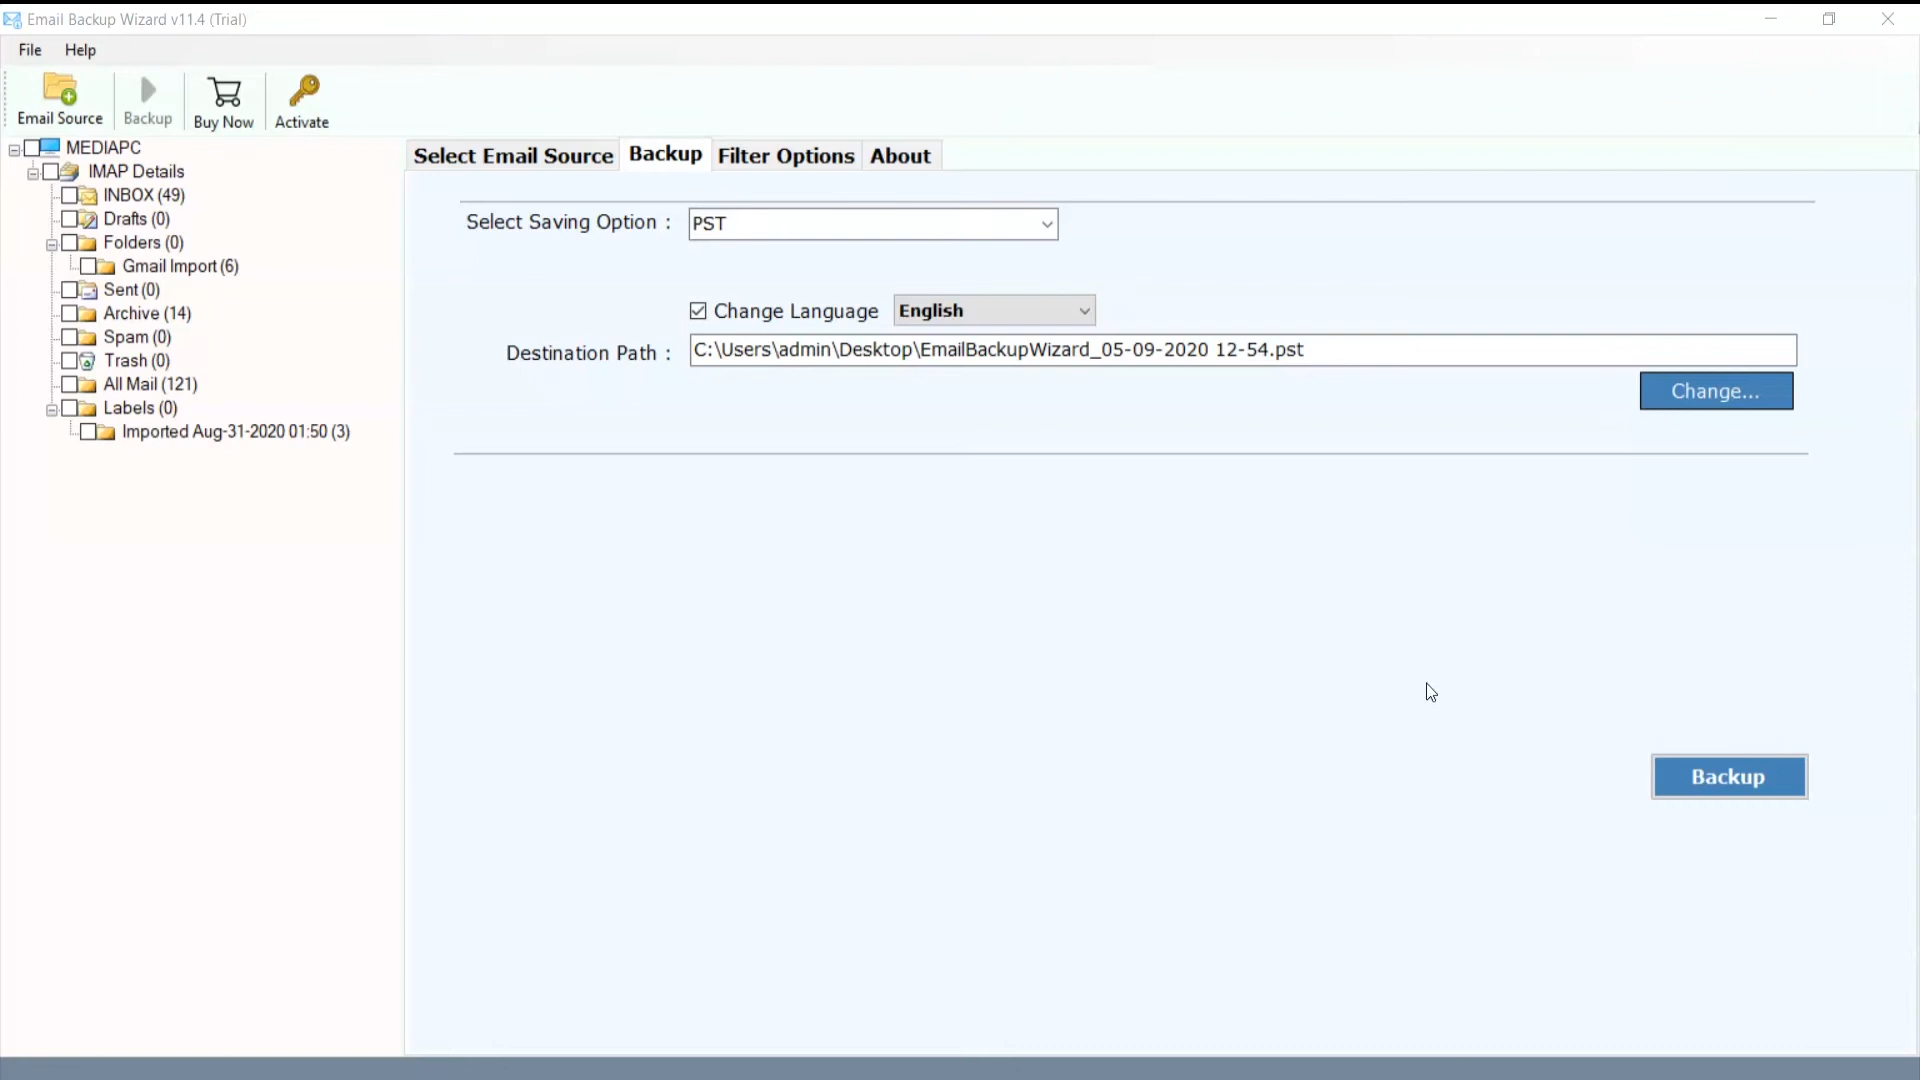 Email Backup Wizard v11.4 (Trial)
File Help
Email Source Backup Buy Now Activate
MEDIAPC
IMAP Details
INBOX (49)
Drafts (0)
Folders (0)
Gmail Import (6)
Sent (0)
Archive (14)
Spam (0)
Trash (0)
All Mail (121)
Labels (0)
Imported Aug-31-2020 01:50 (3)
Select Email Source Backup Filter Options About
Select Saving Option : PST
Change Language English
Destination Path : C:\Users\admin\Desktop\EmailBackupWizard_05-09-2020 12-54.pst
Change...
Backup